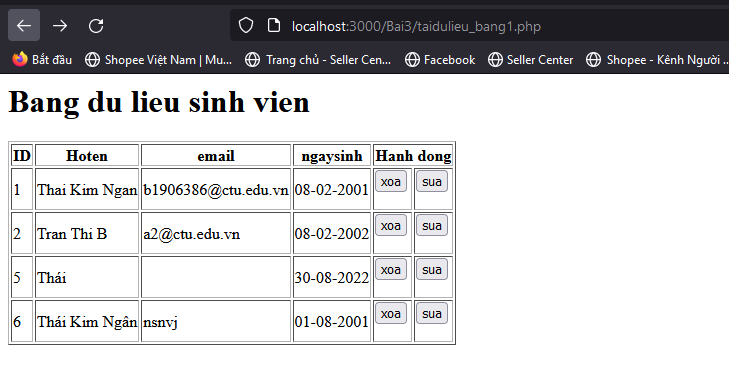 localhost:3000/Bai3/taidulieu_bang1.php
Bắt đầu Shopee Việt Nam | Mu... Trang chủ - Seller Cen... Facebook Seller Center Shopee - Kênh Người ...
Bang du lieu sinh vien
ID Hoten email ngaysinh Hanh dong
1 Thai Kim Ngan b1906386@ctu.edu.vn 08-02-2001 xoa sua
2 Tran Thi B a2@ctu.edu.vn 08-02-2002 xoa sua
5 Thái 30-08-2022 xoa sua
6 Thái Kim Ngân nsnvj 01-08-2001 xoa sua